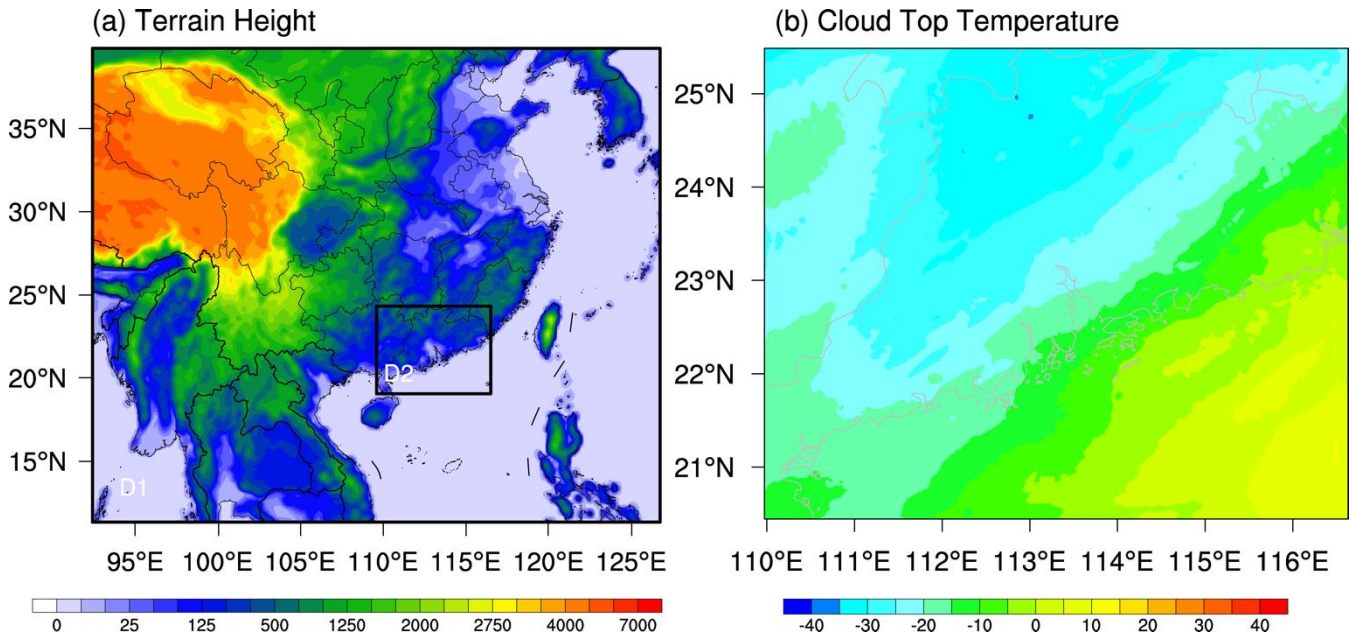 (a) Terrain Height
35°N
30°N
25°N
20°N
15°N
D2
D1
95°E 100°E 105°E 110°E 115°E 120°E 125°E
0 25 125 500 1250 2000 2750 4000 7000
(b) Cloud Top Temperature
25°N
24°N
23°N
22°N
21°N
110°E 111°E 112°E 113°E 114°E 115°E 116°E
-40 -30 -20 -10 0 10 20 30 40